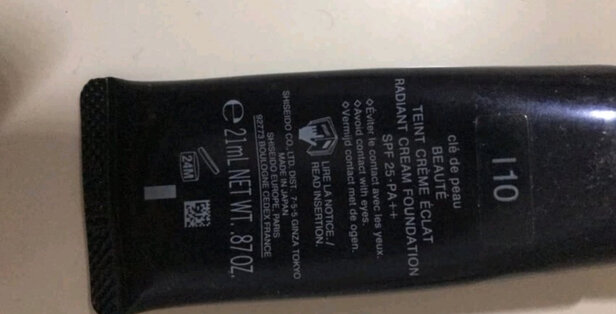 I10
clé de peau
BEAUTÉ
TEINT CRÈME ÉCLAT
RADIANT CREAM FOUNDATION
SPF 25·PA++
◇Éviter le contact avec les yeux.
◇Avoid contact with eyes.
◇Vermijd contact met de ogen.
LIRE LA NOTICE./
READ INSERTION.
SHISEIDO CO., LTD. DIST. 7-5-5 GINZA TOKYO
MADE IN JAPAN
SHISEIDO EUROPE, PARIS
92773 BOULOGNE CEDEX FRANCE
℮ 21mL NET WT. .87 OZ.
24M